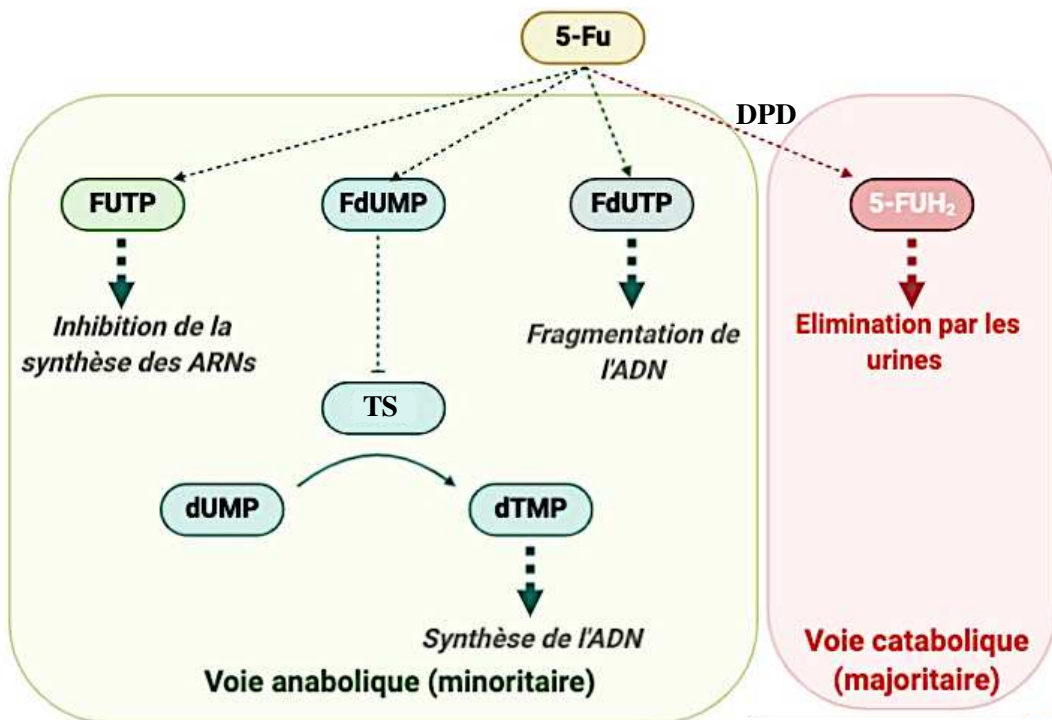 5-Fu
DPD
FUTP
FdUMP
FdUTP
5-FUH₂
Inhibition de la
synthèse des ARNs
Fragmentation de
l'ADN
Elimination par les
urines
TS
dUMP
dTMP
Synthèse de l'ADN
Voie anabolique (minoritaire)
Voie catabolique
(majoritaire)